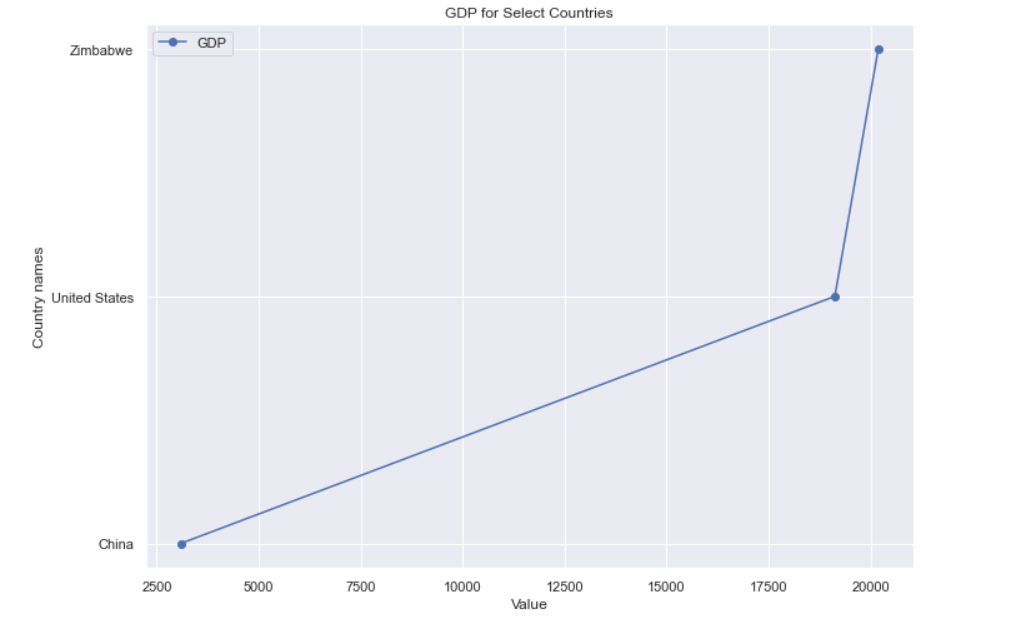 GDP for Select Countries
GDP
Zimbabwe
United States
China
Country names
2500 5000 7500 10000 12500 15000 17500 20000
Value